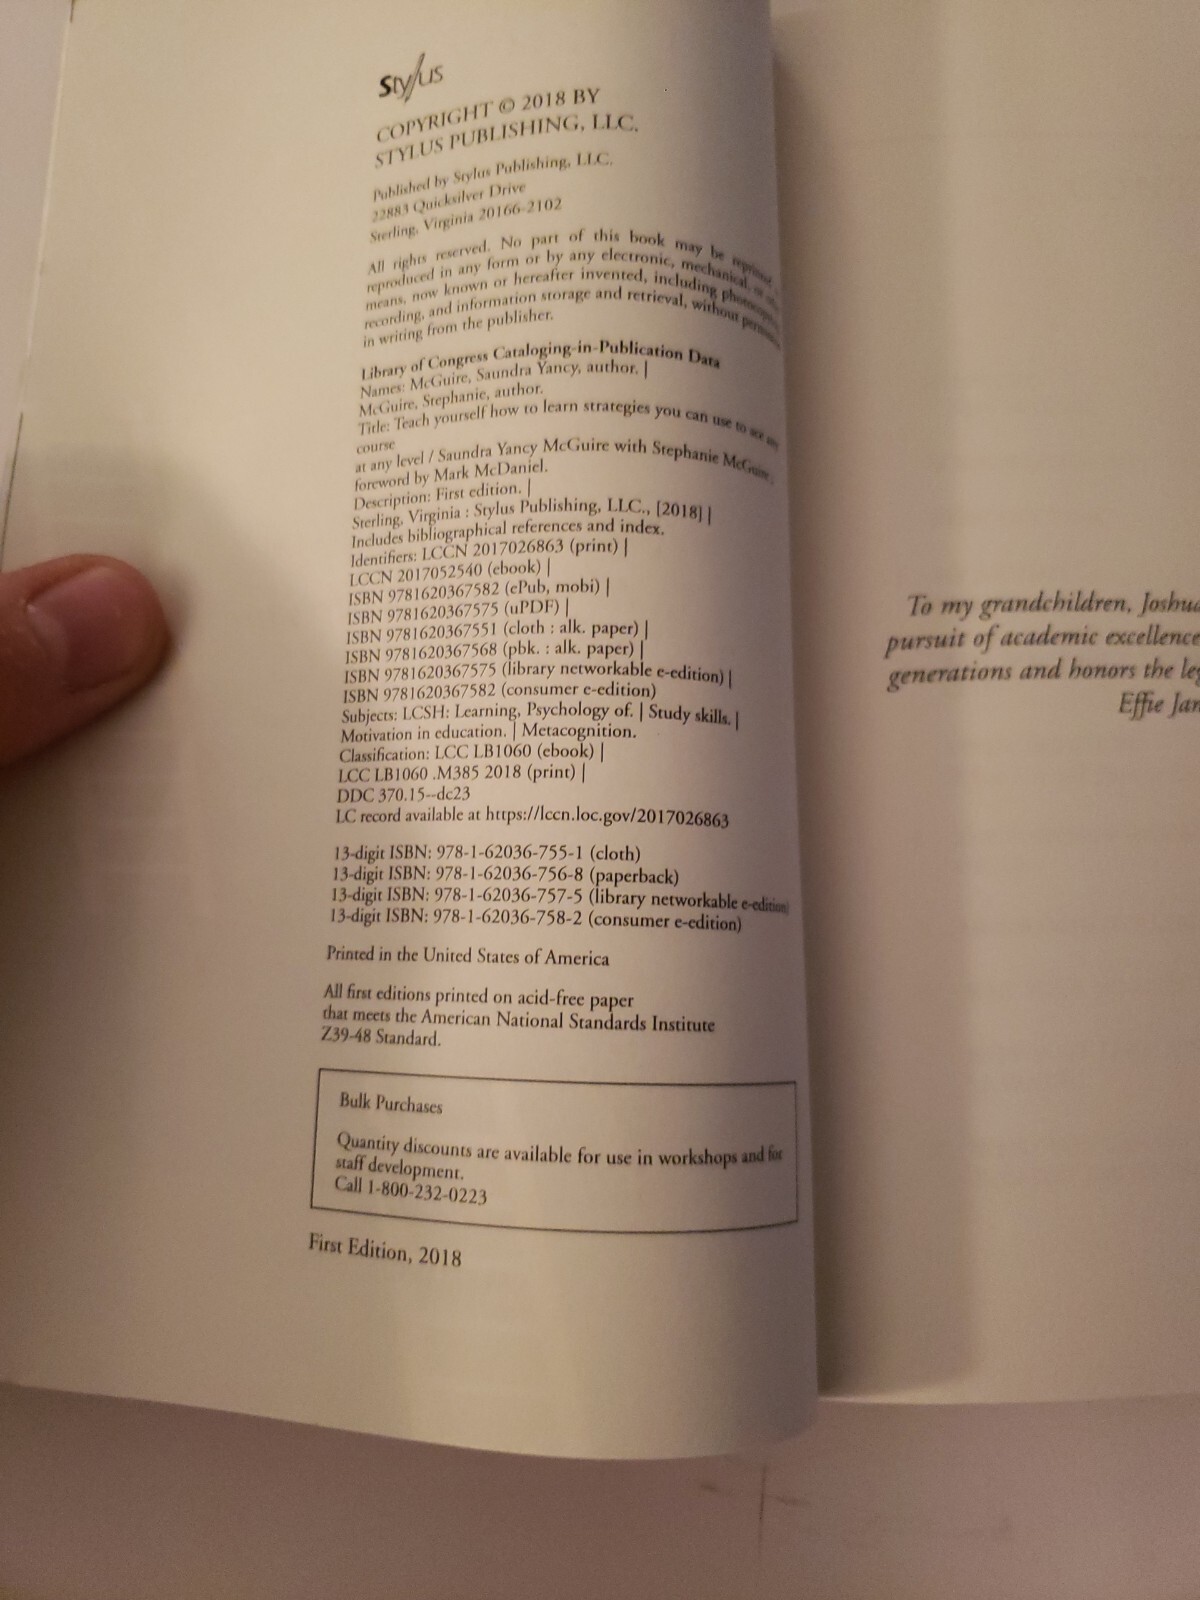 Stylus
COPYRIGHT © 2018 BY
STYLUS PUBLISHING, LLC.
Published by Stylus Publishing, LLC.
22883 Quicksilver Drive
Sterling, Virginia 20166-2102
All rights reserved. No part of this book may be reprinted
reproduced in any form or by any electronic, mechanical, or
means, now known or hereafter invented, including
recording, and information storage and retrieval, without
in writing from the publisher.
Library of Congress Cataloging-in-Publication Data
Names: McGuire, Saundra Yancy, author. |
McGuire, Stephanie, author.
Title: Teach yourself how to learn strategies you can use to
course
at any level / Saundra Yancy McGuire with Stephanie McGuire ;
foreword by Mark McDaniel.
Description: First edition. |
Sterling, Virginia : Stylus Publishing, LLC., [2018] |
Includes bibliographical references and index.
Identifiers: LCCN 2017026863 (print) |
LCCN 2017052540 (ebook) |
ISBN 9781620367582 (ePub, mobi) |
ISBN 9781620367575 (uPDF) |
ISBN 9781620367551 (cloth : alk. paper) |
ISBN 9781620367568 (pbk. : alk. paper) |
ISBN 9781620367575 (library networkable e-edition) |
ISBN 9781620367582 (consumer e-edition)
Subjects: LCSH: Learning, Psychology of. | Study skills. |
Motivation in education. | Metacognition.
Classification: LCC LB1060 (ebook) |
LCC LB1060 .M385 2018 (print) |
DDC 370.15--dc23
LC record available at https://lccn.loc.gov/2017026863
13-digit ISBN: 978-1-62036-755-1 (cloth)
13-digit ISBN: 978-1-62036-756-8 (paperback)
13-digit ISBN: 978-1-62036-757-5 (library networkable e-edition)
13-digit ISBN: 978-1-62036-758-2 (consumer e-edition)
Printed in the United States of America
All first editions printed on acid-free paper
that meets the American National Standards Institute
Z39-48 Standard.
Bulk Purchases
Quantity discounts are available for use in workshops and for
staff development.
Call 1-800-232-0223
First Edition, 2018
To my grandchildren, Joshua
pursuit of academic excellence
generations and honors the leg
Effie Jan